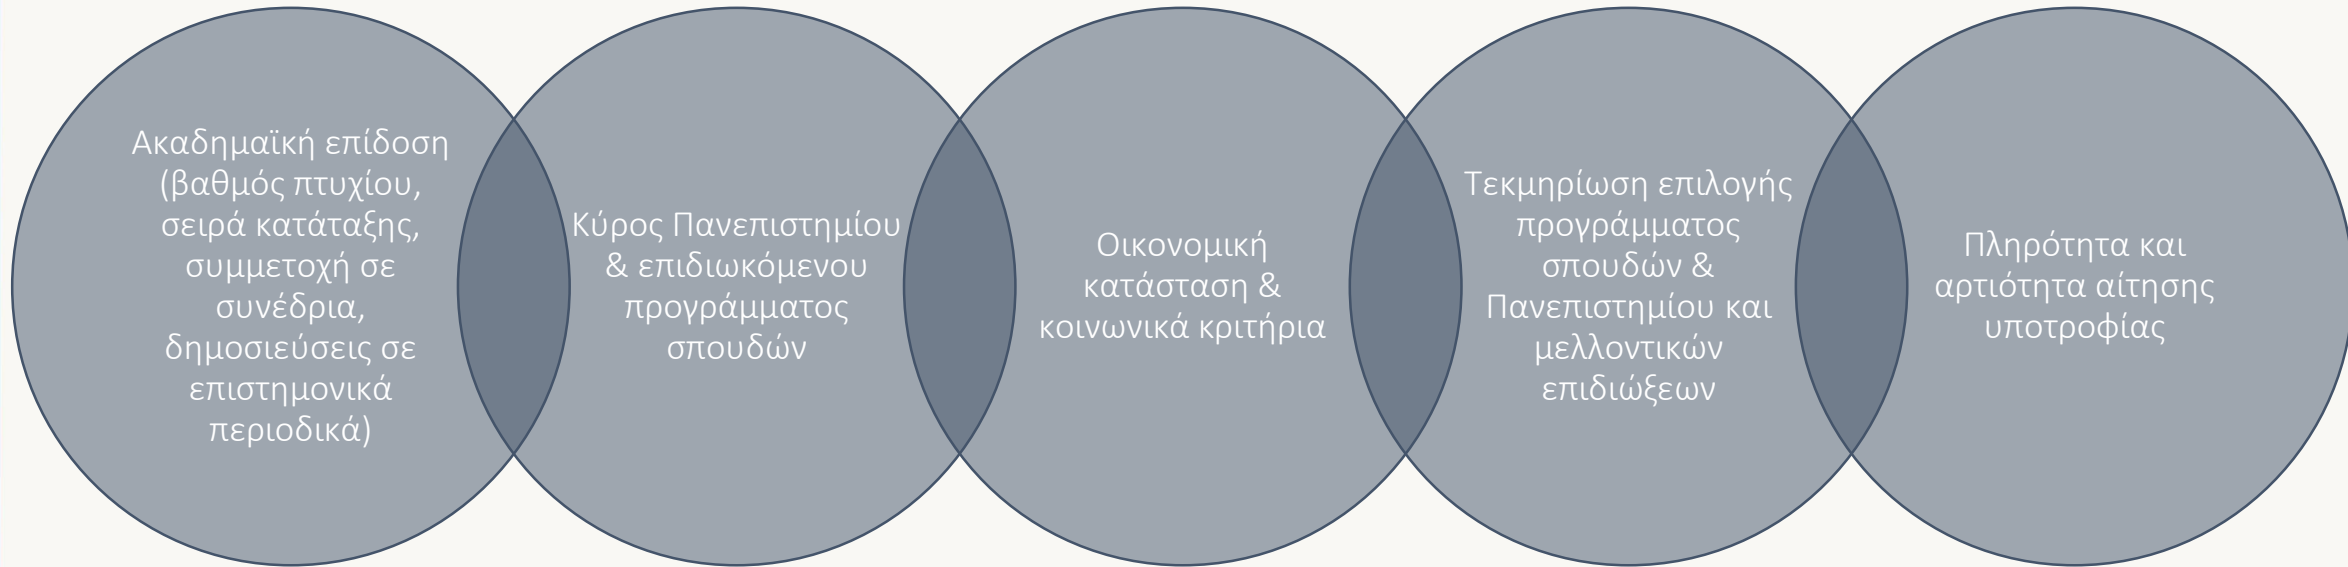 Ακαδημαϊκή επίδοση
(βαθμός πτυχίου,
σειρά κατάταξης,
συμμετοχή σε
συνέδρια,
δημοσιεύσεις σε
επιστημονικά
περιοδικά)
Κύρος Πανεπιστημίου
& επιδιωκόμενου
προγράμματος
σπουδών
Οικονομική
κατάσταση &
κοινωνικά κριτήρια
Τεκμηρίωση επιλογής
προγράμματος
σπουδών &
Πανεπιστημίου και
μελλοντικών
επιδιώξεων
Πληρότητα και
αρτιότητα αίτησης
υποτροφίας